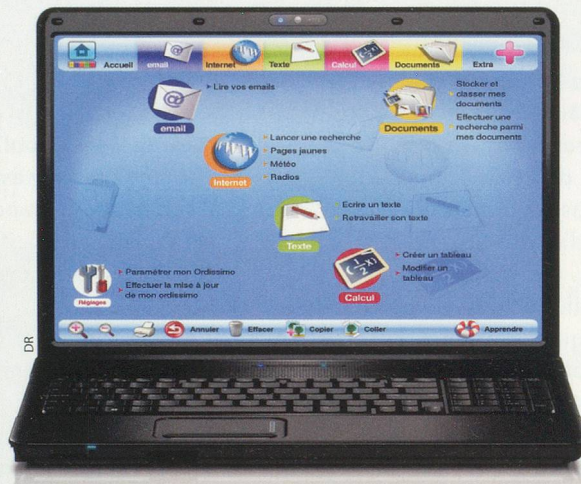 Accueil
email
Internet
Texte
Calcul
Documents
Extra
Lire vos emails
email
Stocker et
classer mes
documents
Effectuer une
recherche parmi
mes documents
Documents
Lancer une recherche
Pages jaunes
Météo
Radios
Internet
Ecrire un texte
Retravailler son texte
Texte
Créer un tableau
Modifier un
tableau
Calcul
Paramétrer mon Ordissimo
Effectuer la mise à jour
de mon ordissimo
Réglages
Annuler
Effacer
Copier
Coller
Apprendre
DR